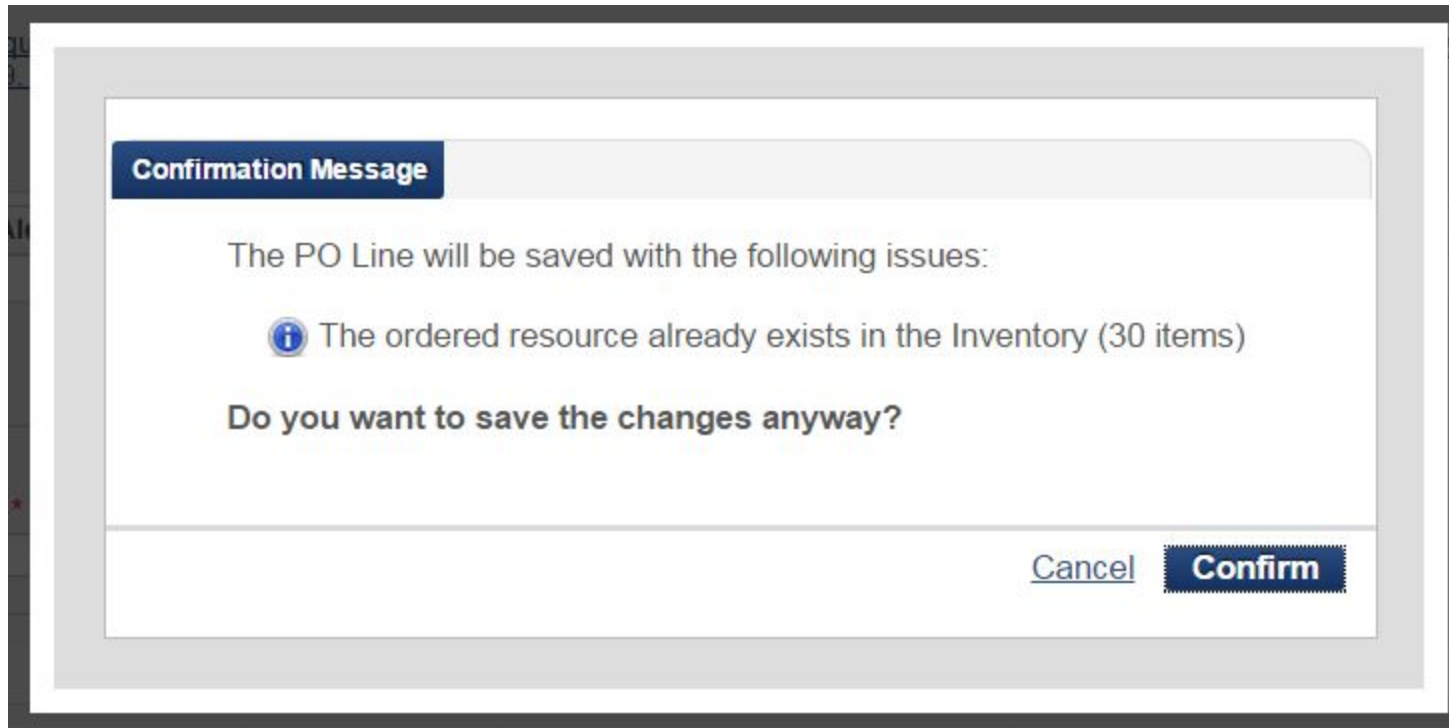 Confirmation Message
The PO Line will be saved with the following issues:
The ordered resource already exists in the Inventory (30 items)
Do you want to save the changes anyway?
Cancel Confirm